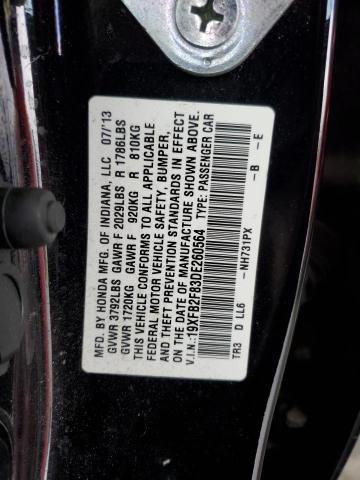 MFD. BY HONDA MFG. OF INDIANA, LLC 07/'13
GVWR 3792LBS GAWR F 2029LBS R 1786LBS
GVWR 1720KG GAWR F 920KG R 810KG
THIS VEHICLE CONFORMS TO ALL APPLICABLE
FEDERAL MOTOR VEHICLE SAFETY, BUMPER,
AND THEFT PREVENTION STANDARDS IN EFFECT
ON THE DATE OF MANUFACTURE SHOWN ABOVE.
V.I.N.:19XFB2F83DE260564 TYPE: PASSENGER CAR
TR3 D LL6 -NH731PX -B -E